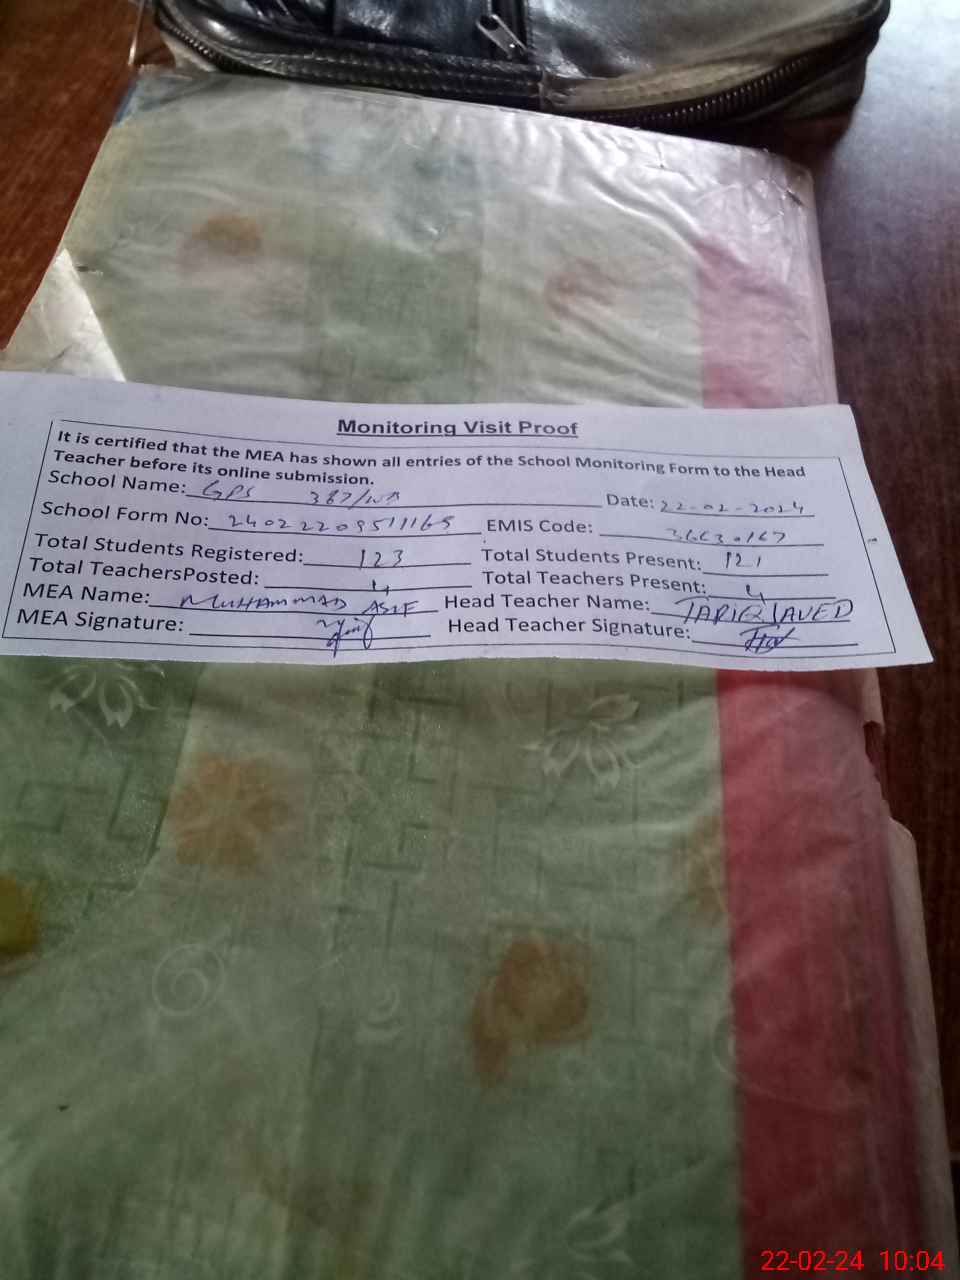 Monitoring Visit Proof
It is certified that the MEA has shown all entries of the School Monitoring Form to the Head
Teacher before its online submission.
School Name: GPS 387/WB Date: 22-02-2024
School Form No: EMIS Code: 36630167
Total Students Registered: 123 Total Students Present: 121
Total TeachersPosted: 4 Total Teachers Present: 4
MEA Name: MUHAMMAD ASIF Head Teacher Name: TARIQ JAVED
MEA Signature: Head Teacher Signature:
22-02-24 10:04